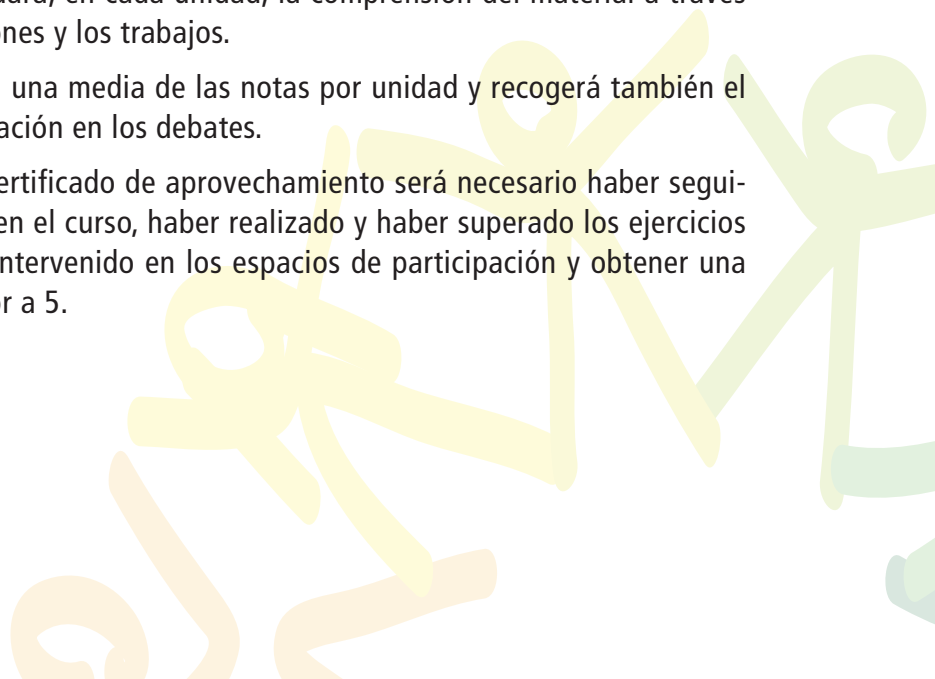 uará, en cada unidad, la comprensión del material a través
ones y los trabajos.
una media de las notas por unidad y recogerá también el
ación en los debates.
ertificado de aprovechamiento será necesario haber segui-
en el curso, haber realizado y haber superado los ejercicios
ntervenido en los espacios de participación y obtener una
or a 5.